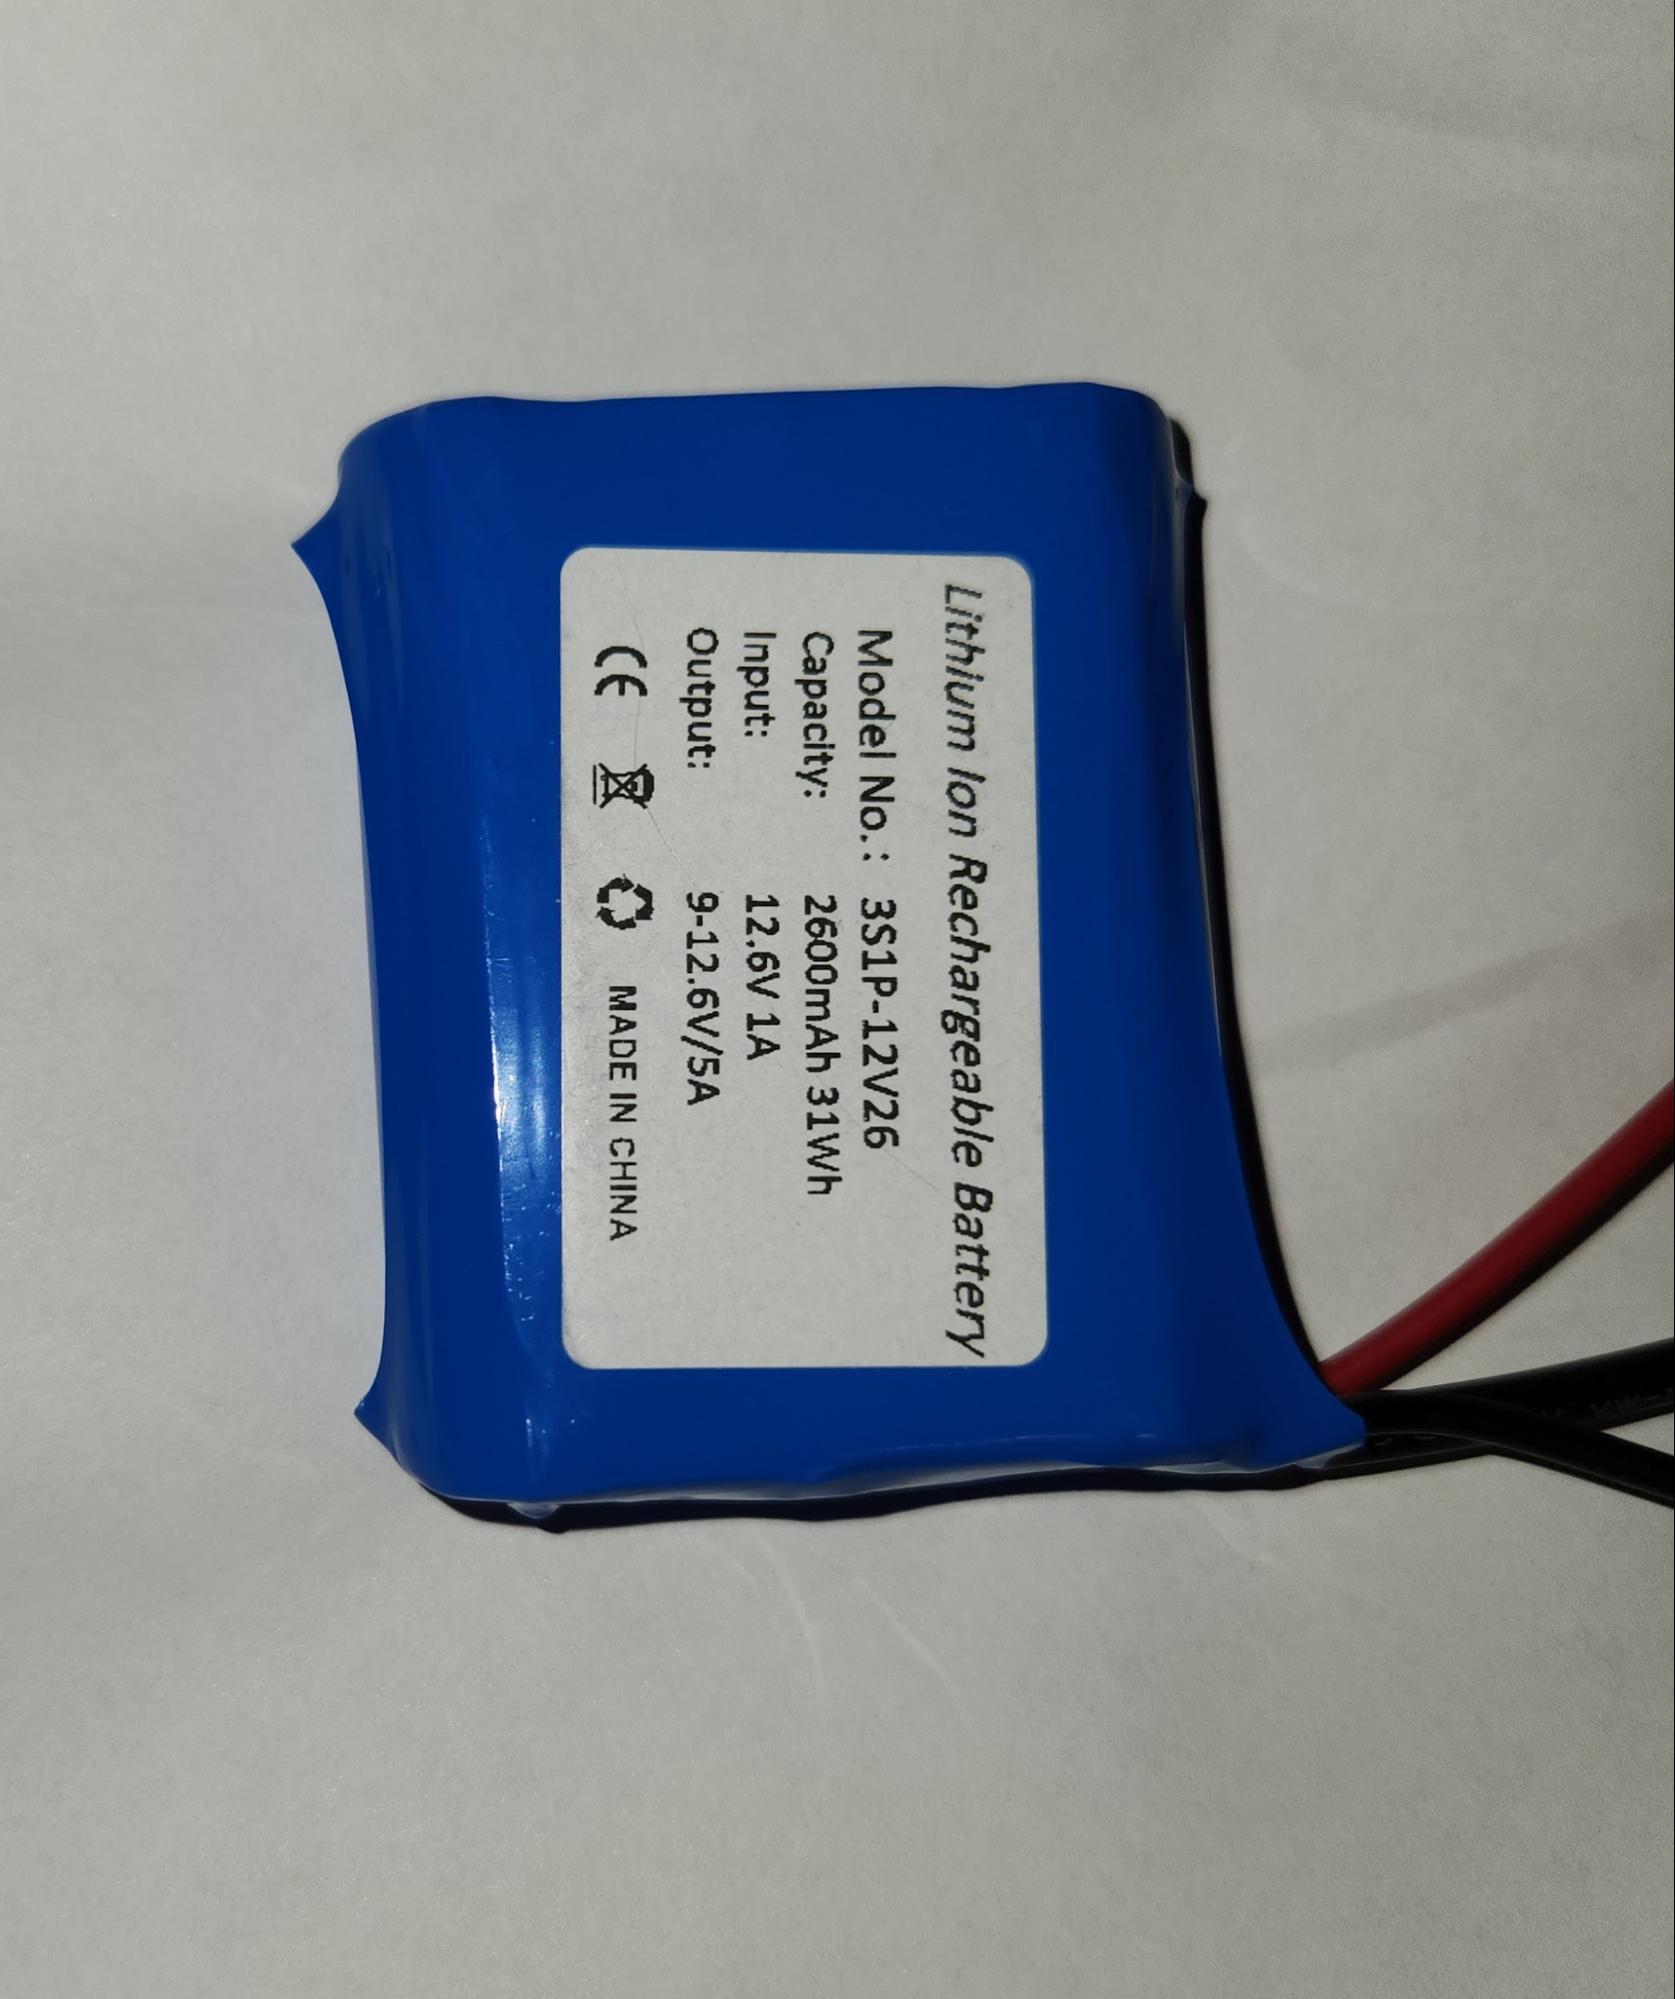 Lithium Ion Rechargeable Battery
Model No.: 3S1P-12V26
Capacity: 2600mAh 31Wh
Input: 12.6V 1A
Output: 9-12.6V/5A
CE MADE IN CHINA